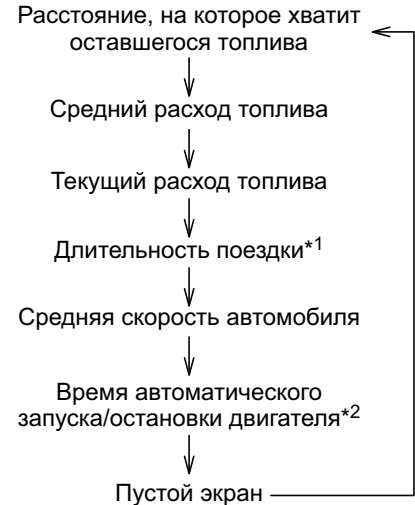 Расстояние, на которое хватит
оставшегося топлива
Средний расход топлива
Текущий расход топлива
Длительность поездки*1
Средняя скорость автомобиля
Время автоматического
запуска/остановки двигателя*2
Пустой экран